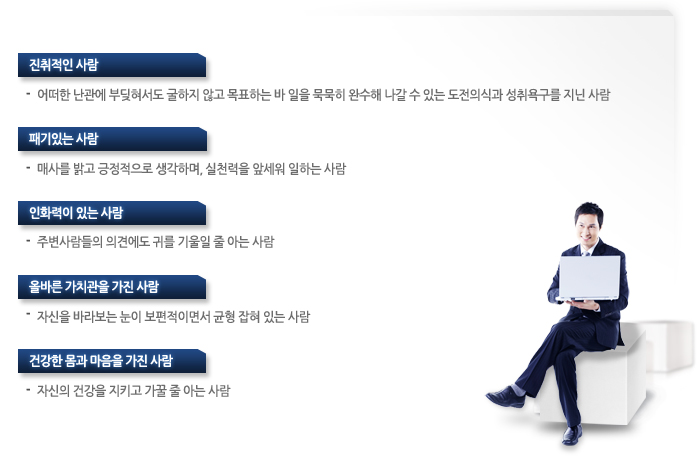 진취적인 사람
- 어떠한 난관에 부딪혀서도 굴하지 않고 목표하는 바 일을 묵묵히 완수해 나갈 수 있는 도전의식과 성취욕구를 지닌 사람
패기있는 사람
- 매사를 밝고 긍정적으로 생각하며, 실천력을 앞세워 일하는 사람
인화력이 있는 사람
- 주변사람들의 의견에도 귀를 기울일 줄 아는 사람
올바른 가치관을 가진 사람
- 자신을 바라보는 눈이 보편적이면서 균형 잡혀 있는 사람
건강한 몸과 마음을 가진 사람
- 자신의 건강을 지키고 가꿀 줄 아는 사람